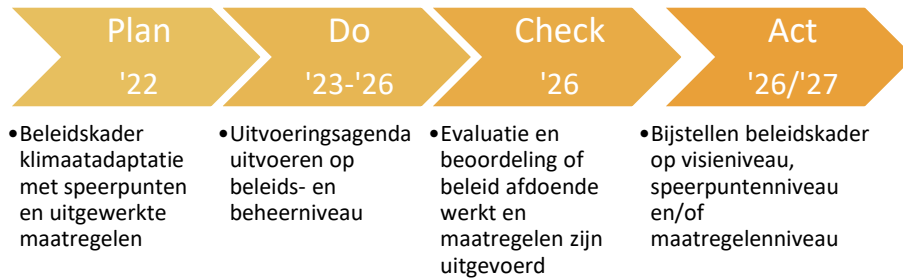 Plan
'22
•Beleidskader
klimaatadaptatie
met speerpunten
en uitgewerkte
maatregelen
Do
'23-'26
•Uitvoeringsagenda
uitvoeren op
beleids- en
beheerniveau
Check
'26
•Evaluatie en
beoordeling of
beleid afdoende
werkt en
maatregelen zijn
uitgevoerd
Act
'26/'27
•Bijstellen beleidskader
op visieniveau,
speerpuntenniveau
en/of
maatregelenniveau